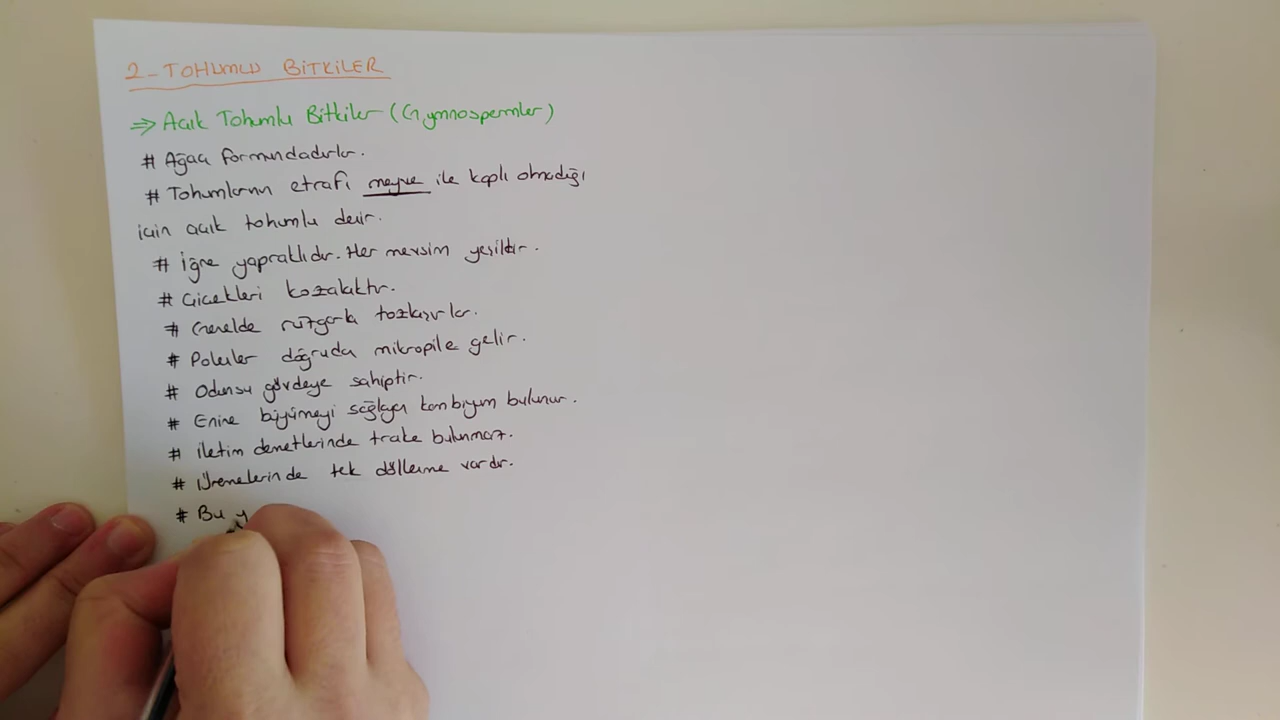 2-TOHUMLU BİTKİLER
⇒ Açık Tohumlu Bitkiler (Gymnospermler)
# Ağaç formundadırlar.
# Tohumlarının etrafı meyve ile kaplı olmadığı
için açık tohumlu denir.
# İğne yapraklıdır. Her mevsim yeşildir.
# Çiçekleri kozalaktır.
# Genelde rüzgarla tozlaşırlar.
# Polenler doğruda mikropile gelir.
# Odunsu gövdeye sahiptir.
# Enine büyümeyi sağlayan kambiyum bulunur.
# İletim demetlerinde trake bulunmaz.
# Üremelerinde tek döllenme vardır.
# Bu y